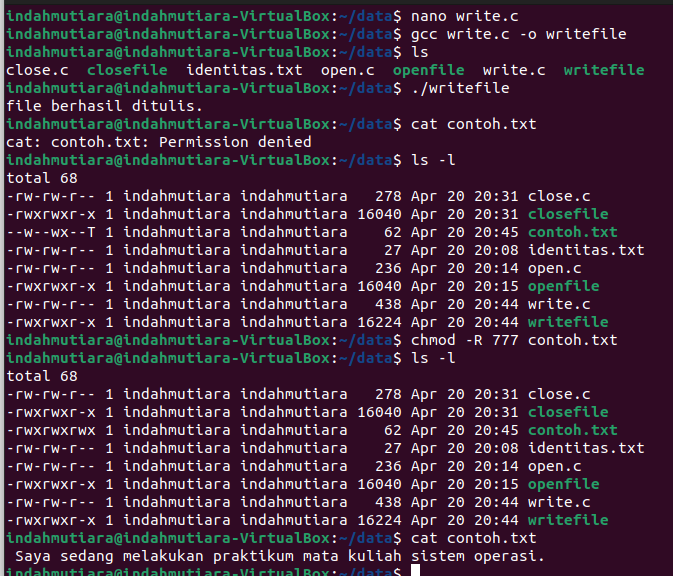 indahmutiara@indahmutiara-VirtualBox:~/data$ nano write.c
indahmutiara@indahmutiara-VirtualBox:~/data$ gcc write.c -o writefile
indahmutiara@indahmutiara-VirtualBox:~/data$ ls
close.c  closefile  identitas.txt  open.c  openfile  write.c  writefile
indahmutiara@indahmutiara-VirtualBox:~/data$ ./writefile
file berhasil ditulis.
indahmutiara@indahmutiara-VirtualBox:~/data$ cat contoh.txt
cat: contoh.txt: Permission denied
indahmutiara@indahmutiara-VirtualBox:~/data$ ls -l
total 68
-rw-rw-r-- 1 indahmutiara indahmutiara   278 Apr 20 20:31 close.c
-rwxrwxr-x 1 indahmutiara indahmutiara 16040 Apr 20 20:31 closefile
--w--wx--T 1 indahmutiara indahmutiara    62 Apr 20 20:45 contoh.txt
-rw-rw-r-- 1 indahmutiara indahmutiara    27 Apr 20 20:08 identitas.txt
-rw-rw-r-- 1 indahmutiara indahmutiara   236 Apr 20 20:14 open.c
-rwxrwxr-x 1 indahmutiara indahmutiara 16040 Apr 20 20:15 openfile
-rw-rw-r-- 1 indahmutiara indahmutiara   438 Apr 20 20:44 write.c
-rwxrwxr-x 1 indahmutiara indahmutiara 16224 Apr 20 20:44 writefile
indahmutiara@indahmutiara-VirtualBox:~/data$ chmod -R 777 contoh.txt
indahmutiara@indahmutiara-VirtualBox:~/data$ ls -l
total 68
-rw-rw-r-- 1 indahmutiara indahmutiara   278 Apr 20 20:31 close.c
-rwxrwxr-x 1 indahmutiara indahmutiara 16040 Apr 20 20:31 closefile
-rwxrwxrwx 1 indahmutiara indahmutiara    62 Apr 20 20:45 contoh.txt
-rw-rw-r-- 1 indahmutiara indahmutiara    27 Apr 20 20:08 identitas.txt
-rw-rw-r-- 1 indahmutiara indahmutiara   236 Apr 20 20:14 open.c
-rwxrwxr-x 1 indahmutiara indahmutiara 16040 Apr 20 20:15 openfile
-rw-rw-r-- 1 indahmutiara indahmutiara   438 Apr 20 20:44 write.c
-rwxrwxr-x 1 indahmutiara indahmutiara 16224 Apr 20 20:44 writefile
indahmutiara@indahmutiara-VirtualBox:~/data$ cat contoh.txt
 Saya sedang melakukan praktikum mata kuliah sistem operasi.
indahmutiara@indahmutiara-VirtualBox:~/data$